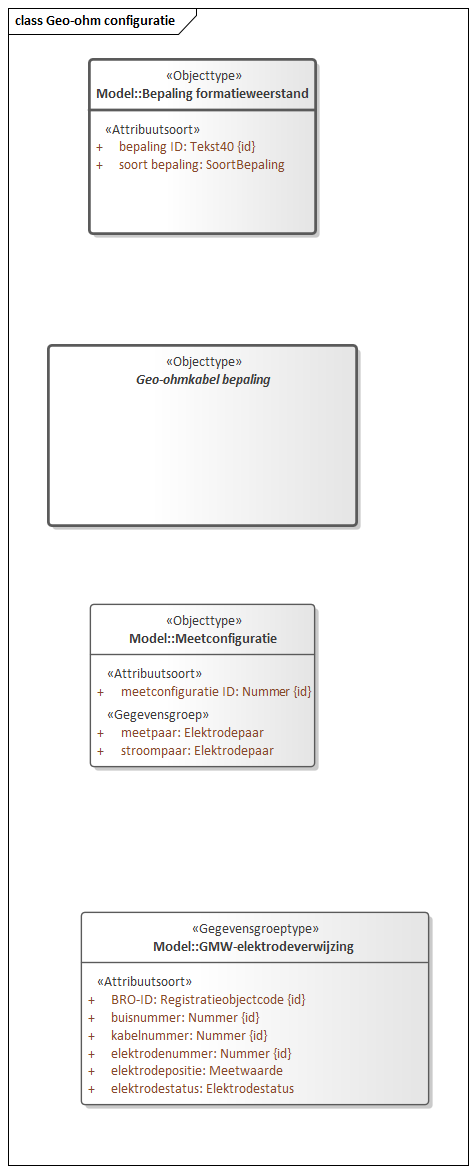 class Geo-ohm configuratie
«Objecttype»
Model::Bepaling formatieweerstand
«Attribuutsoort»
+ bepaling ID: Tekst40 {id}
+ soort bepaling: SoortBepaling
«Objecttype»
Geo-ohmkabel bepaling
«Objecttype»
Model::Meetconfiguratie
«Attribuutsoort»
+ meetconfiguratie ID: Nummer {id}
«Gegevensgroep»
+ meetpaar: Elektrodepaar
+ stroompaar: Elektrodepaar
«Gegevensgroeptype»
Model::GMW-elektrodeverwijzing
«Attribuutsoort»
+ BRO-ID: Registratieobjectcode {id}
+ buisnummer: Nummer {id}
+ kabelnummer: Nummer {id}
+ elektrodenummer: Nummer {id}
+ elektrodepositie: Meetwaarde
+ elektrodestatus: Elektrodestatus